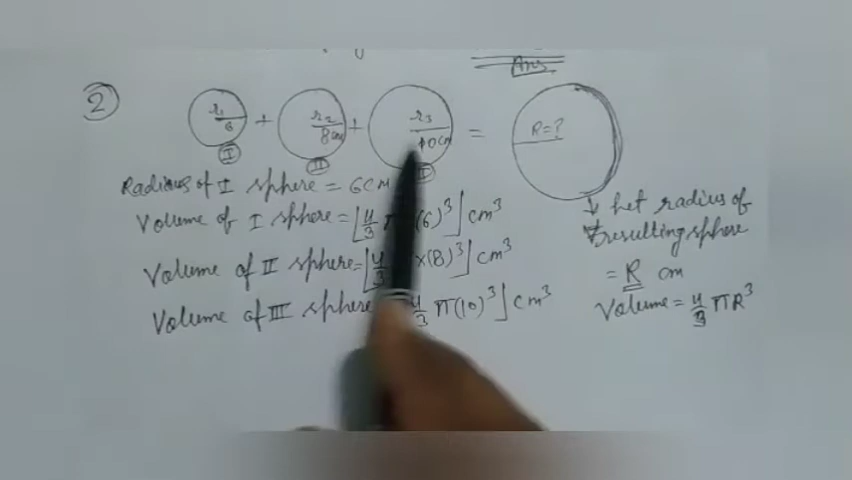 Ans
2
r1 6 + r2 8cm + r3 10cm = R=?
I II III
Radious of I sphere = 6cm
Volume of I sphere = [4/3 π (6)³] cm³
Volume of II sphere = [4/3 ×(8)³] cm³
Volume of III sphere 4/3 π(10)³] cm³
↓ let radius of
resulting sphere
= R cm
Volume = 4/3 πR³